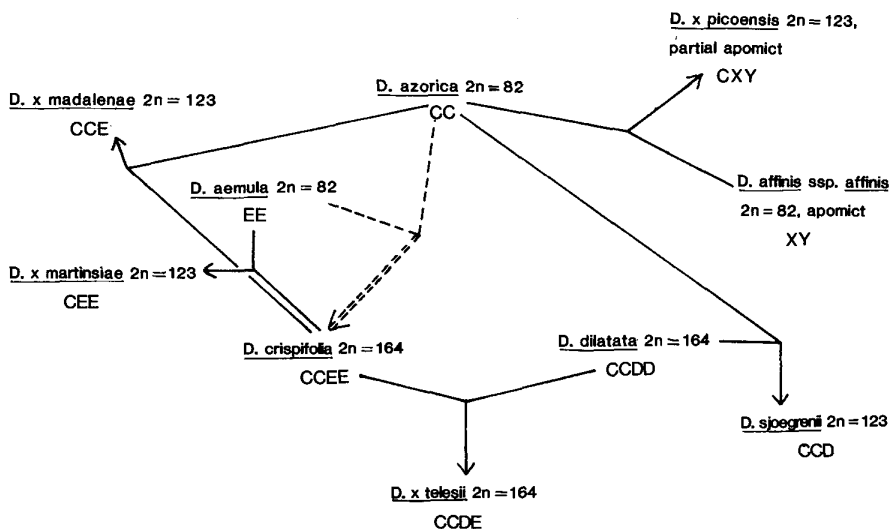 D. x picoensis 2n = 123,
partial apomict
CXY
D. azorica 2n = 82
CC
D. x madalenae 2n = 123
CCE
D. aemula 2n = 82
EE
D. affinis ssp. affinis
2n = 82, apomict
XY
D. x martinsiae 2n = 123
CEE
D. crispifolia 2n = 164
CCEE
D. dilatata 2n = 164
CCDD
D. sjoegrenii 2n = 123
CCD
D. x telesii 2n = 164
CCDE